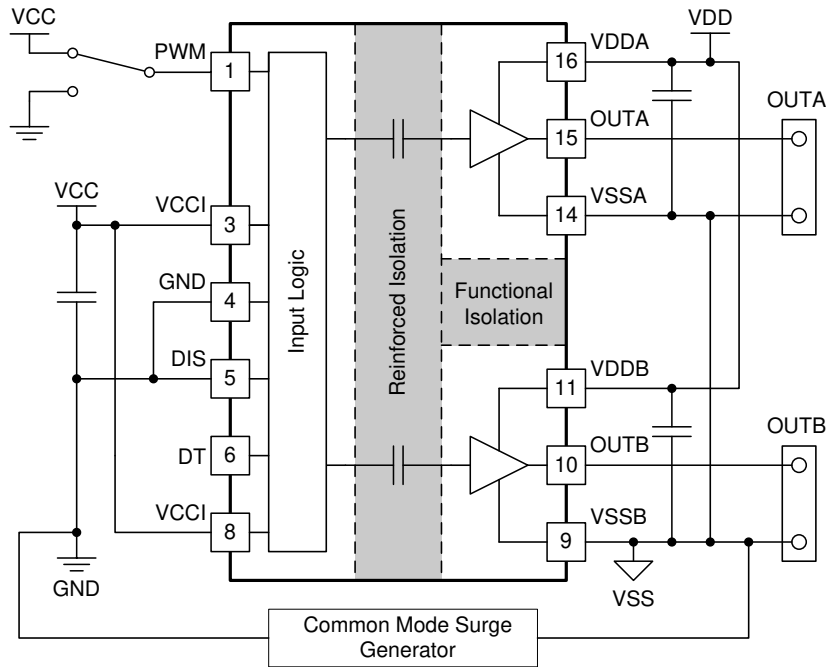 VCC
PWM
1
VCC
VCCI
3
GND
4
DIS
5
DT
6
VCCI
8
GND
Input Logic
Reinforced Isolation
Functional
Isolation
VDD
VDDA
16
OUTA
15
OUTA
VSSA
14
VDDB
11
OUTB
10
OUTB
VSSB
9
VSS
Common Mode Surge
Generator